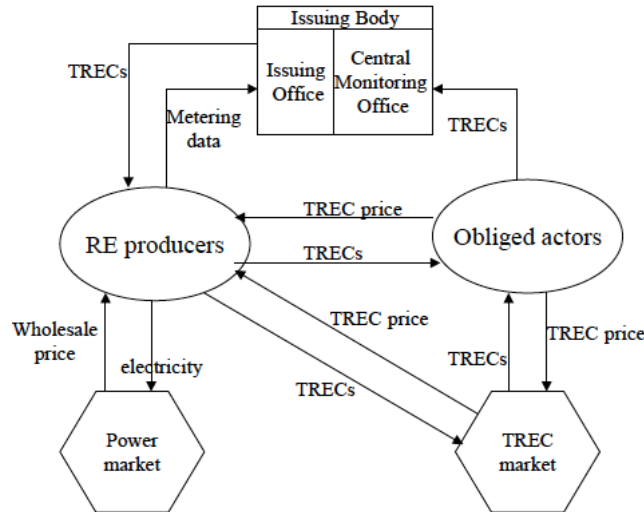 Issuing Body
Issuing
Office
Central
Monitoring
Office
TRECs
Metering
data
TRECs
TREC price
RE producers
Obliged actors
TRECs
Wholesale
price
electricity
TREC price
TREC price
TRECs
TRECs
Power
market
TREC
market